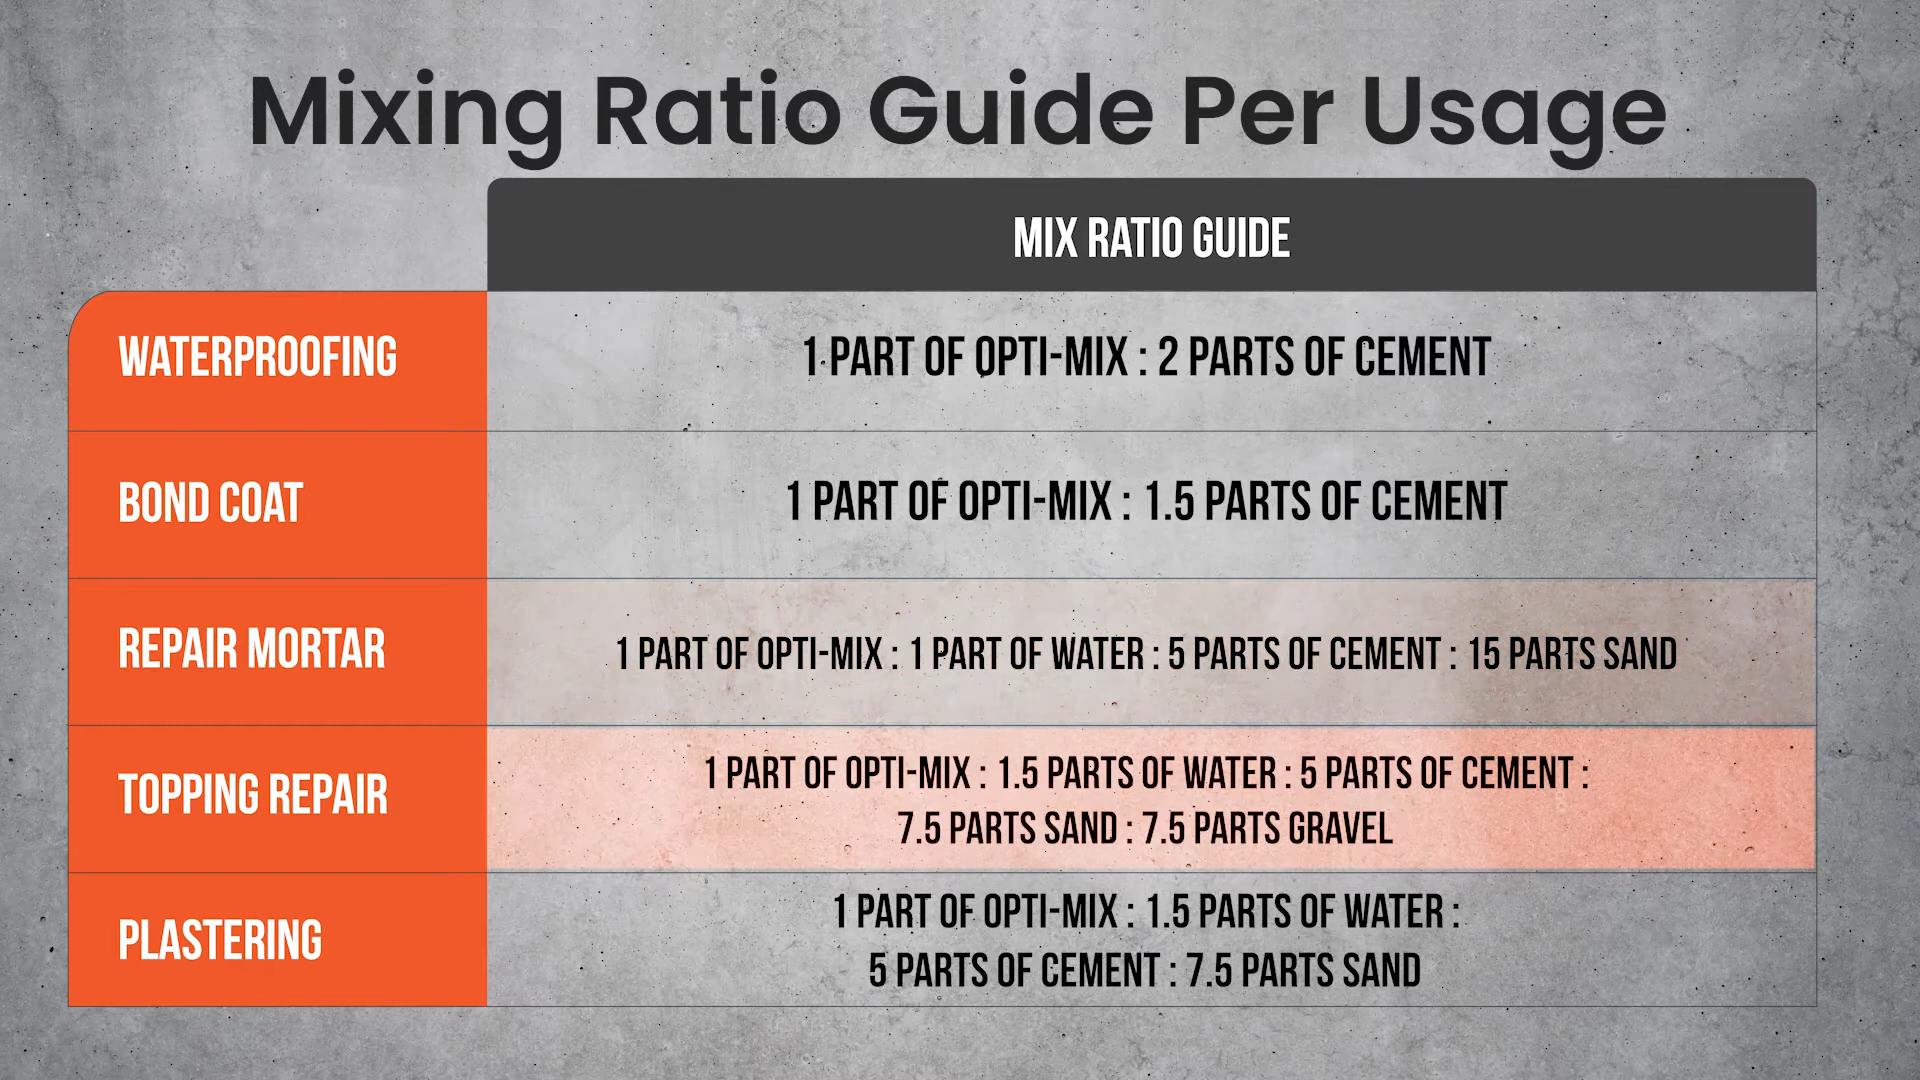 Mixing Ratio Guide Per Usage
MIX RATIO GUIDE
WATERPROOFING
1 PART OF OPTI-MIX : 2 PARTS OF CEMENT
BOND COAT
1 PART OF OPTI-MIX : 1.5 PARTS OF CEMENT
REPAIR MORTAR
1 PART OF OPTI-MIX : 1 PART OF WATER : 5 PARTS OF CEMENT : 15 PARTS SAND
TOPPING REPAIR
1 PART OF OPTI-MIX : 1.5 PARTS OF WATER : 5 PARTS OF CEMENT :
7.5 PARTS SAND : 7.5 PARTS GRAVEL
PLASTERING
1 PART OF OPTI-MIX : 1.5 PARTS OF WATER :
5 PARTS OF CEMENT : 7.5 PARTS SAND